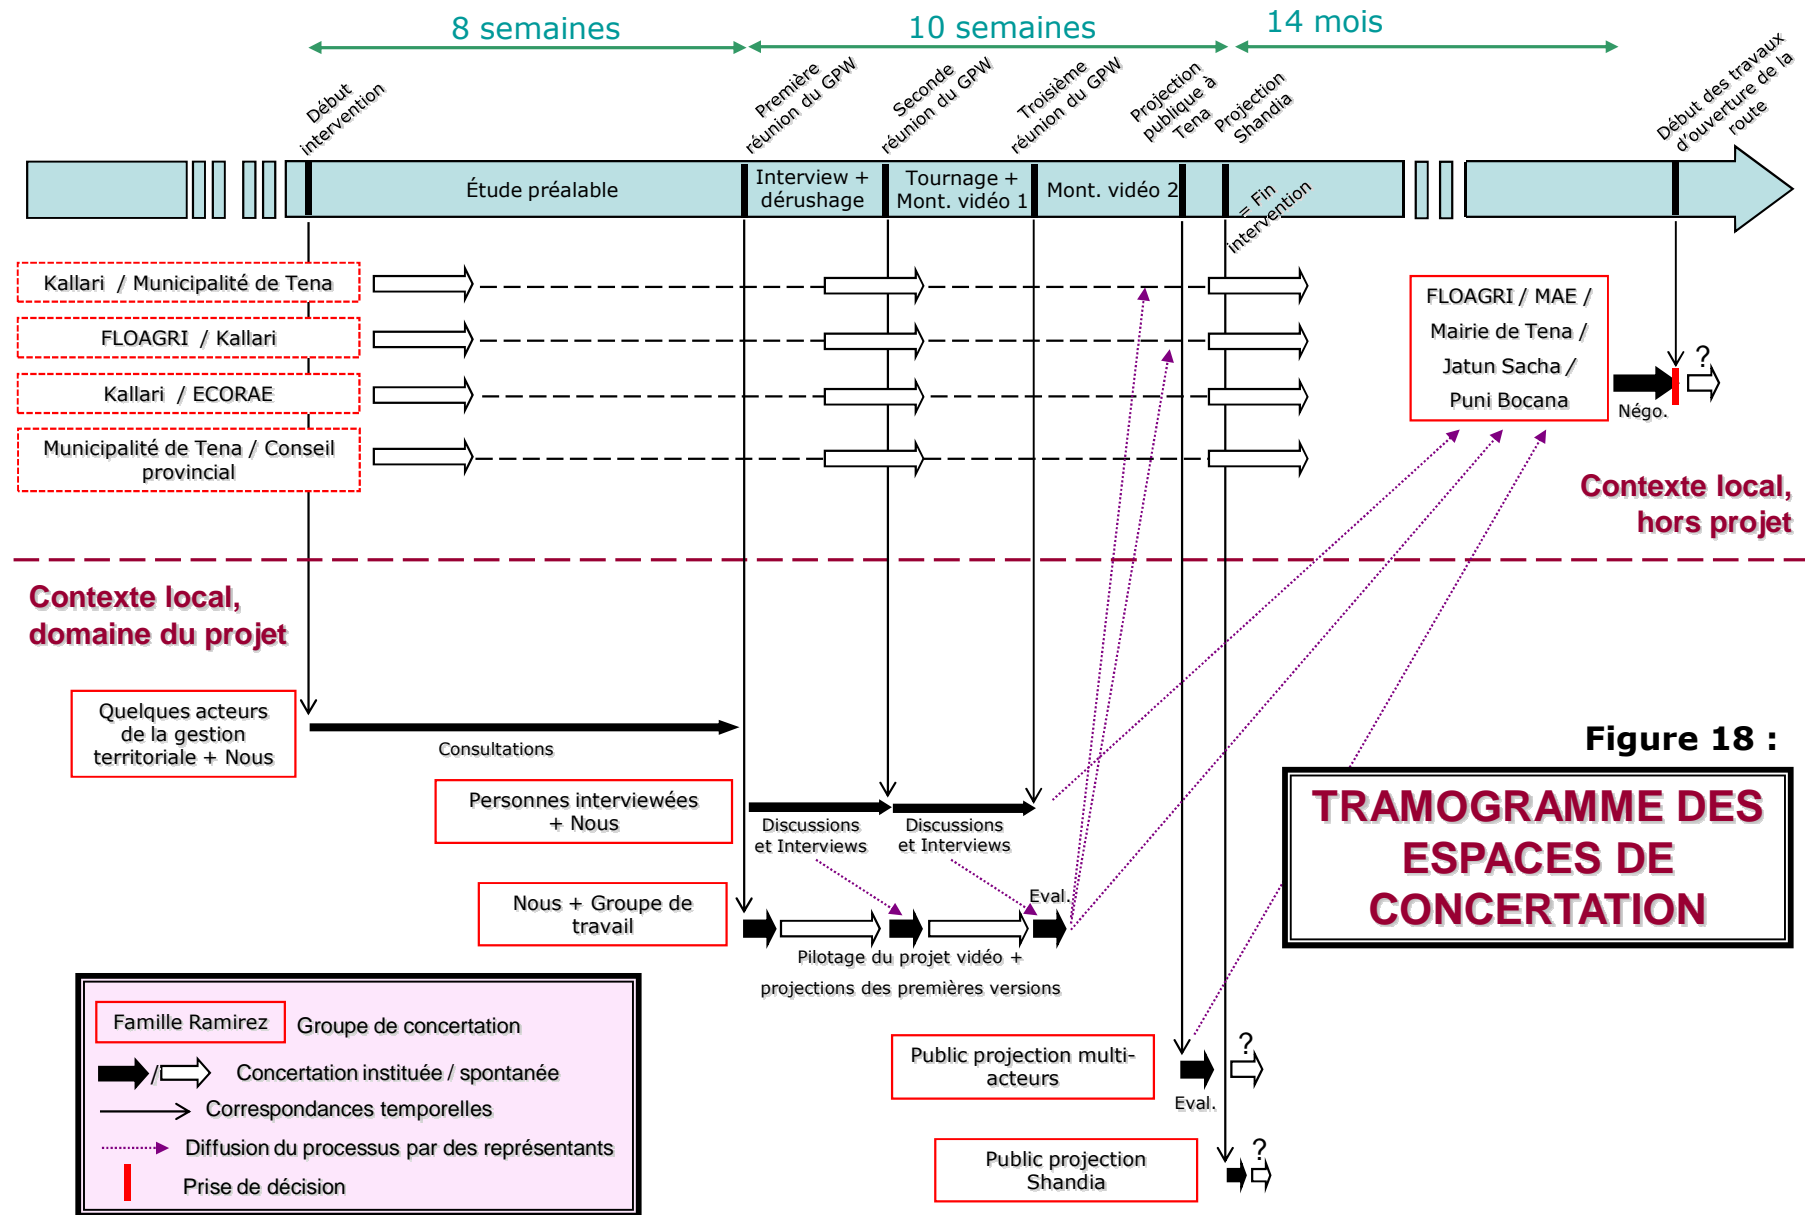 8 semaines
10 semaines
14 mois
Début
intervention
Première
réunion du GPW
Seconde
réunion du GPW
Troisième
réunion du GPW
Projection
publique à
Tena
Projection
Shandia
Début des travaux
d'ouverture de la
route
Étude préalable
Interview +
dérushage
Tournage +
Mont. vidéo 1
Mont. vidéo 2
= Fin
intervention
Kallari / Municipalité de Tena
FLOAGRI / Kallari
Kallari / ECORAE
Municipalité de Tena / Conseil
provincial
FLOAGRI / MAE /
Mairie de Tena /
Jatun Sacha /
Puni Bocana
Négo.
?
Contexte local,
hors projet
Contexte local,
domaine du projet
Quelques acteurs
de la gestion
territoriale + Nous
Consultations
Personnes interviewées
+ Nous
Discussions
et Interviews
Discussions
et Interviews
Nous + Groupe de
travail
Eval.
Pilotage du projet vidéo +
projections des premières versions
Public projection multi-
acteurs
Eval.
?
Public projection
Shandia
?
Figure 18 :
TRAMOGRAMME DES
ESPACES DE
CONCERTATION
Famille Ramirez
Groupe de concertation
/
Concertation instituée / spontanée
Correspondances temporelles
Diffusion du processus par des représentants
Prise de décision